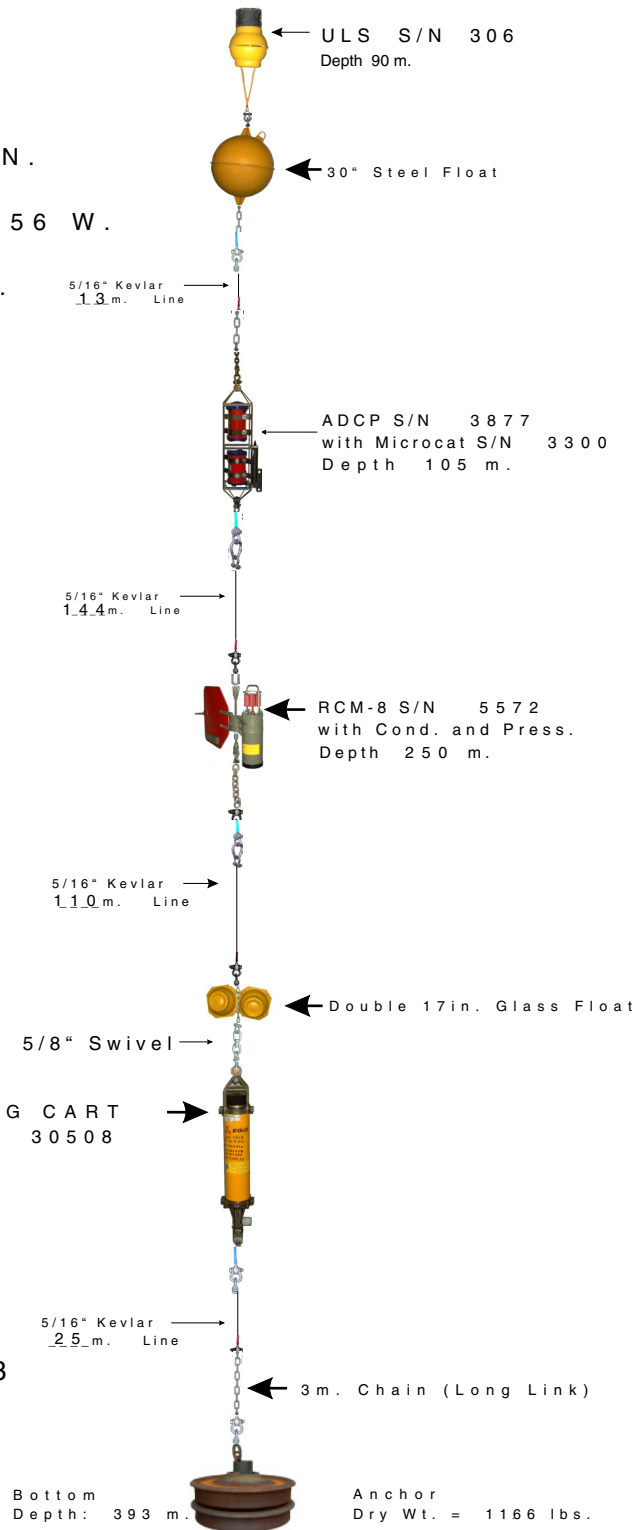 ULS S/N 306
Depth 90 m.
N.
30" Steel Float
56 W.
.
5/16" Kevlar
13 m. Line
ADCP S/N 3877
with Microcat S/N 3300
Depth 105 m.
5/16" Kevlar
144 m. Line
RCM-8 S/N 5572
with Cond. and Press.
Depth 250 m.
5/16" Kevlar
110 m. Line
Double 17in. Glass Float
5/8" Swivel
G CART
30508
5/16" Kevlar
25 m. Line
3m. Chain (Long Link)
Bottom
Depth: 393 m.
Anchor
Dry Wt. = 1166 lbs.